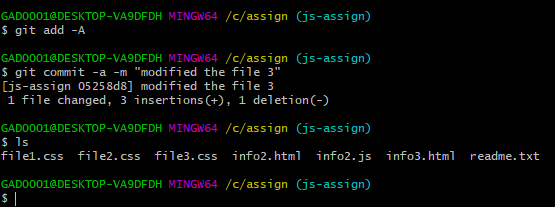 GAD0001@DESKTOP-VA9DFDH MINGW64 /c/assign (js-assign)
$ git add -A
GAD0001@DESKTOP-VA9DFDH MINGW64 /c/assign (js-assign)
$ git commit -a -m "modified the file 3"
[js-assign 05258d8] modified the file 3
1 file changed, 3 insertions(+), 1 deletion(-)
GAD0001@DESKTOP-VA9DFDH MINGW64 /c/assign (js-assign)
$ ls
file1.css file2.css file3.css info2.html info2.js info3.html readme.txt
GAD0001@DESKTOP-VA9DFDH MINGW64 /c/assign (js-assign)
$